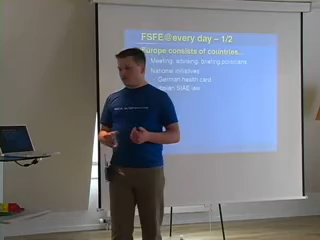 FSFE@every day – 1/2
Europe consists of countries...
Meeting, advising, briefing politicians
National initiatives
German health card
SIAE law